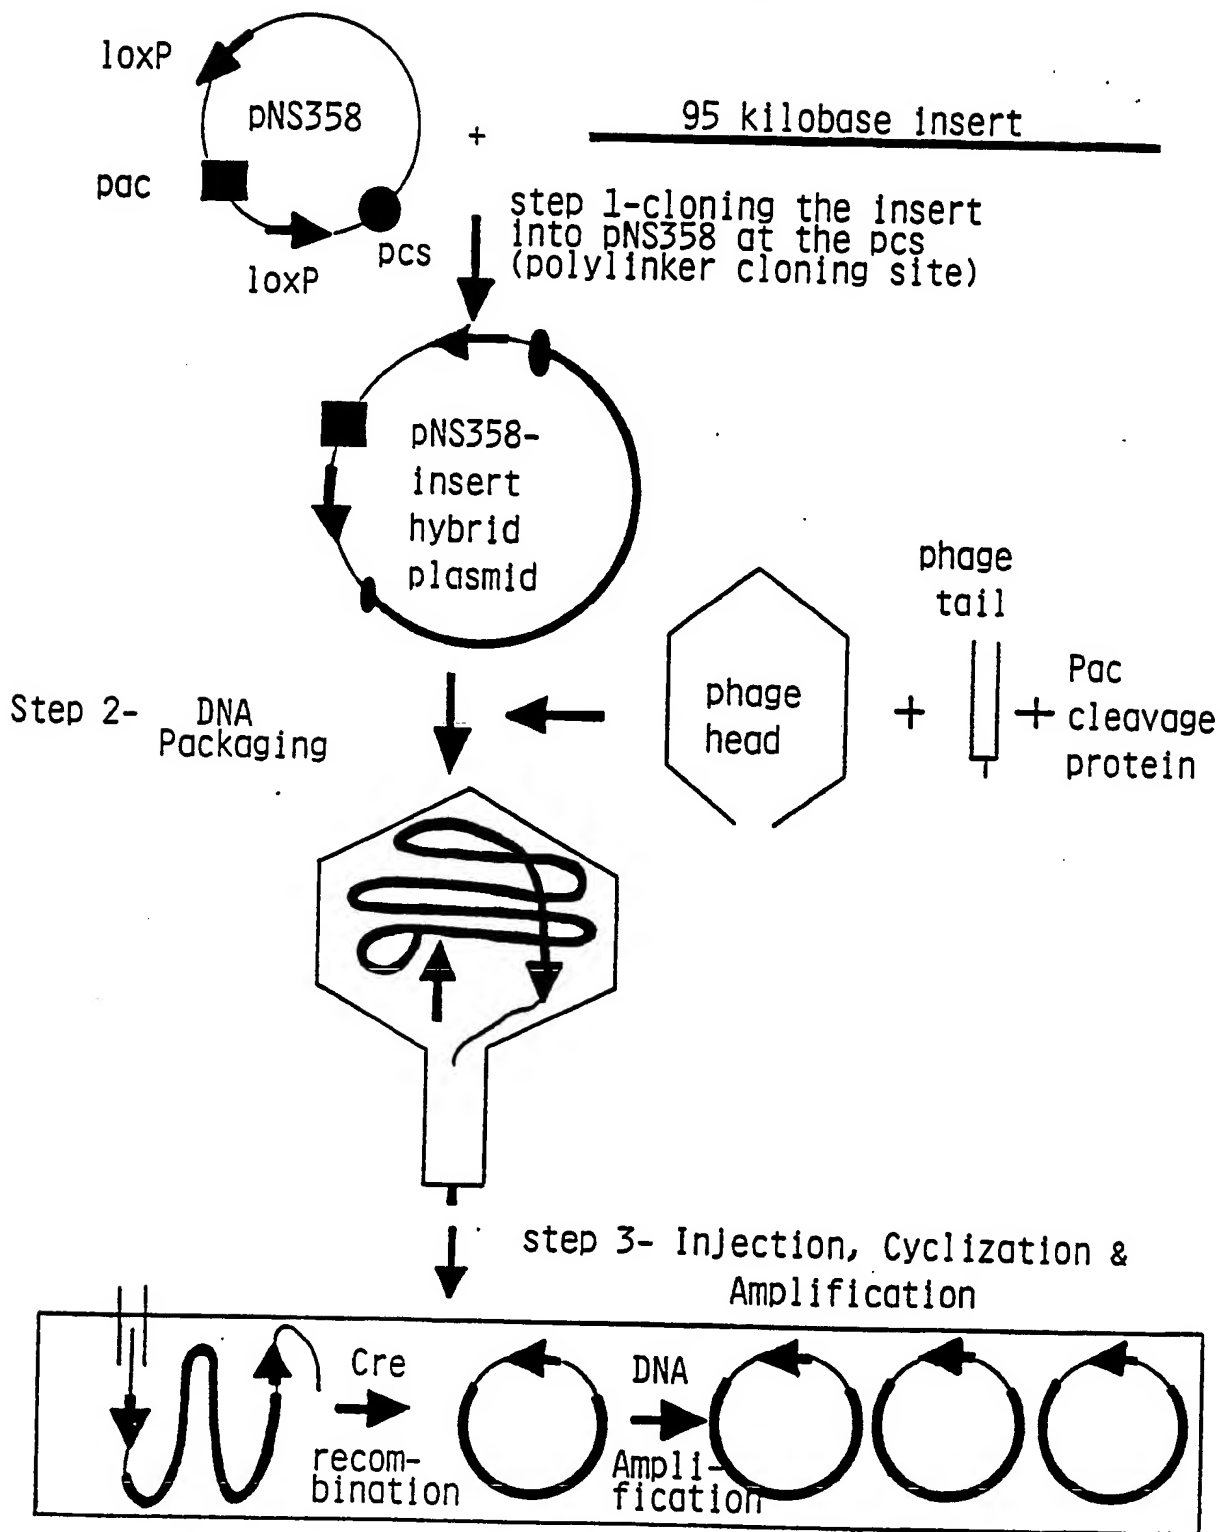 loxP
pNS358
+
95 kilobase insert
pac
step 1-cloning the insert
into pNS358 at the pcs
(polylinker cloning site)
pcs
loxP
pNS358-
insert
hybrid
plasmid
phage
tail
phage
head
+
+
Pac
cleavage
protein
Step 2- DNA
Packaging
step 3- Injection, Cyclization &
Amplification
Cre
recom-
bination
DNA
Ampli-
fication